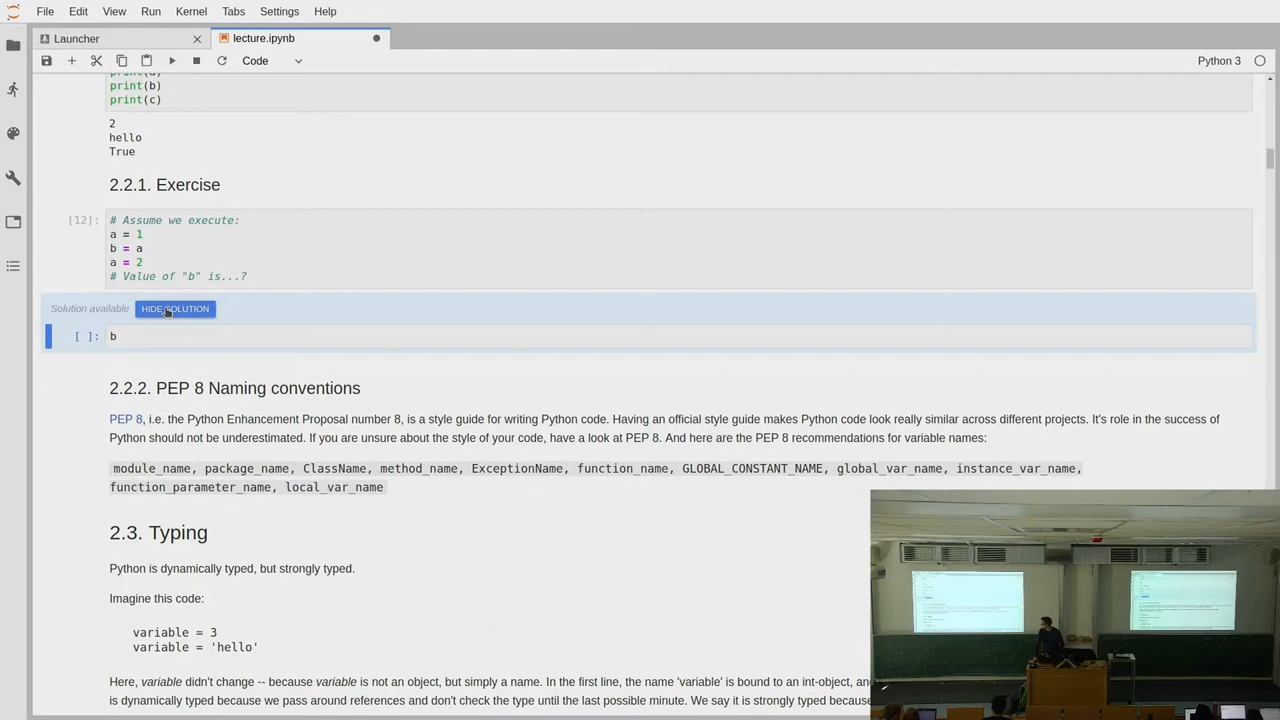 File Edit View Run Kernel Tabs Settings Help
Launcher
lecture.ipynb
Code
Python 3
print(b)
print(c)
2
hello
True
2.2.1. Exercise
[12]:
# Assume we execute:
a = 1
b = a
a = 2
# Value of "b" is...?
Solution available HIDE SOLUTION
[ ]: b
2.2.2. PEP 8 Naming conventions
PEP 8, i.e. the Python Enhancement Proposal number 8, is a style guide for writing Python code. Having an official style guide makes Python code look really similar across different projects. It's role in the success of
Python should not be underestimated. If you are unsure about the style of your code, have a look at PEP 8. And here are the PEP 8 recommendations for variable names:
module_name, package_name, ClassName, method_name, ExceptionName, function_name, GLOBAL_CONSTANT_NAME, global_var_name, instance_var_name,
function_parameter_name, local_var_name
2.3. Typing
Python is dynamically typed, but strongly typed.
Imagine this code:
variable = 3
variable = 'hello'
Here, variable didn't change -- because variable is not an object, but simply a name. In the first line, the name 'variable' is bound to an int-object,
is dynamically typed because we pass around references and don't check the type until the last possible minute. We say it is strongly typed